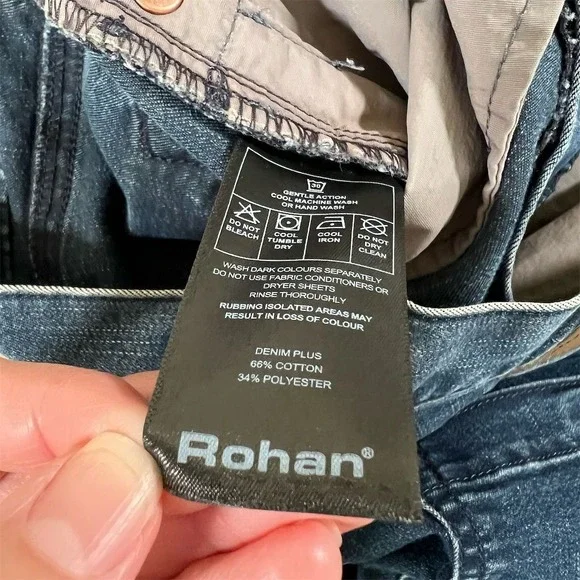 30
GENTLE ACTION
COOL MACHINE WASH
OR HAND WASH
DO NOT
BLEACH
COOL
TUMBLE
DRY
COOL
IRON
DO NOT
DRY
CLEAN
WASH DARK COLOURS SEPARATELY
DO NOT USE FABRIC CONDITIONERS OR
DRYER SHEETS
RINSE THOROUGHLY
RUBBING ISOLATED AREAS MAY
RESULT IN LOSS OF COLOUR
DENIM PLUS
66% COTTON
34% POLYESTER
Rohan®